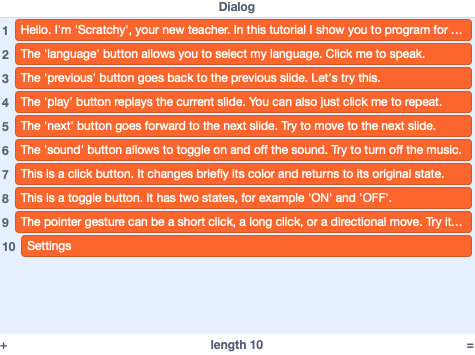 Dialog
1 Hello. I'm 'Scratchy', your new teacher. In this tutorial I show you to program for ...
2 The 'language' button allows you to select my language. Click me to speak.
3 The 'previous' button goes back to the previous slide. Let's try this.
4 The 'play' button replays the current slide. You can also just click me to repeat.
5 The 'next' button goes forward to the next slide. Try to move to the next slide.
6 The 'sound' button allows to toggle on and off the sound. Try to turn off the music.
7 This is a click button. It changes briefly its color and returns to its original state.
8 This is a toggle button. It has two states, for example 'ON' and 'OFF'.
9 The pointer gesture can be a short click, a long click, or a directional move. Try it...
10 Settings
+ length 10 =